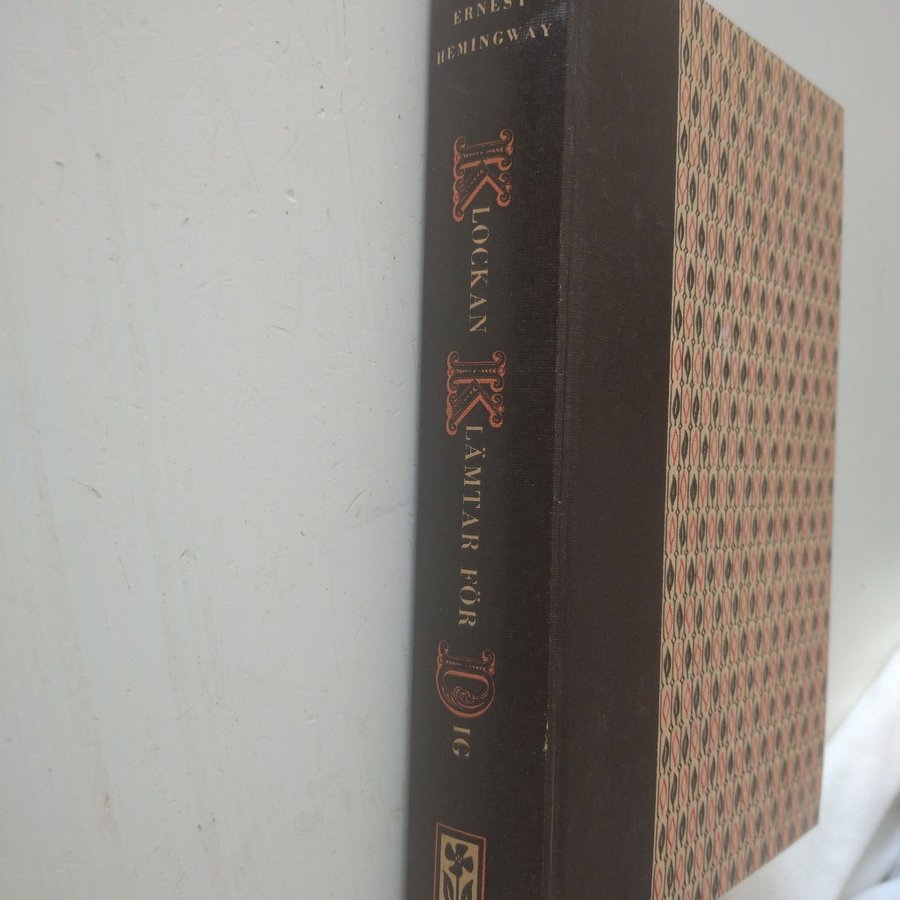 ERNEST
HEMINGWAY
KLOCKAN KLÄMTAR FÖR DIG